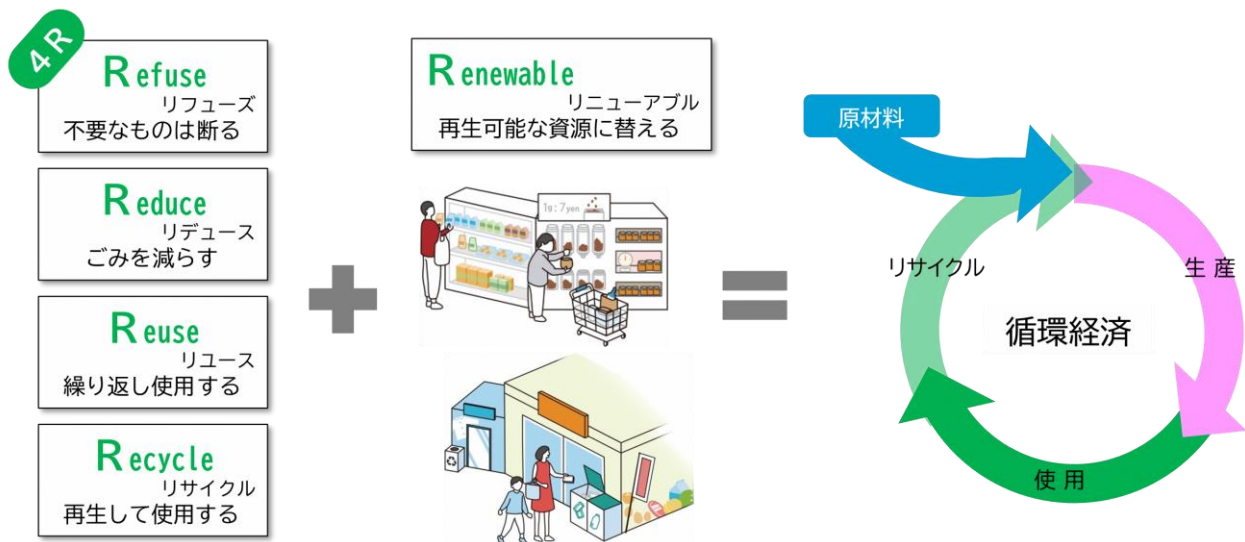 4R
Refuse
リフューズ
不要なものは断る
Reduce
リデュース
ごみを減らす
Reuse
リユース
繰り返し使用する
Recycle
リサイクル
再生して使用する
+
Renewable
リニューアブル
再生可能な資源に替える
1g:7yen
=
原材料
リサイクル
生産
循環経済
使用